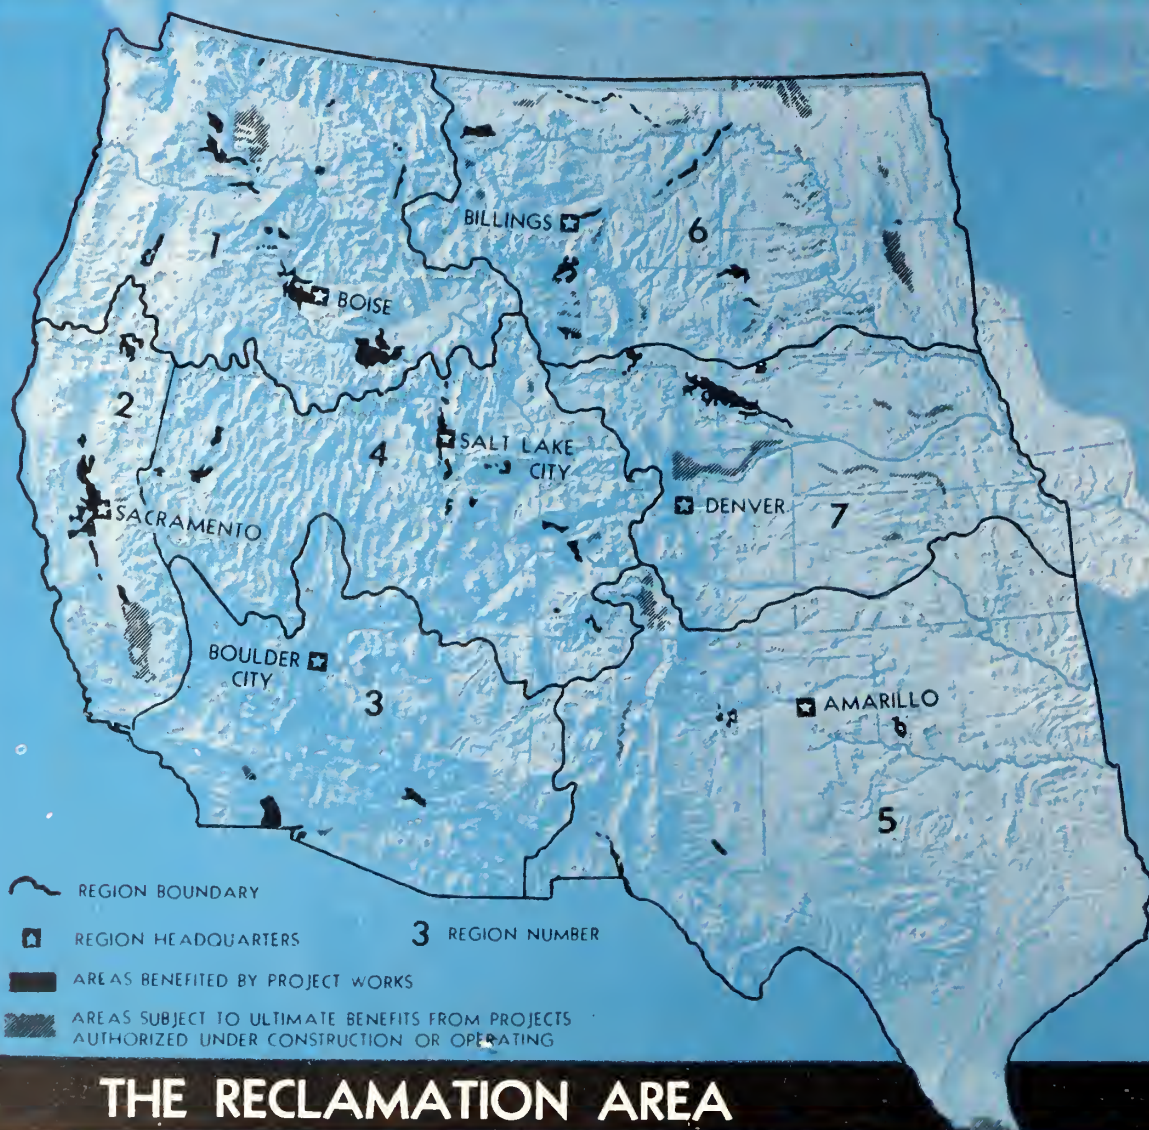 BILLINGS
6
1
BOISE
2
4
SALT LAKE
CITY
SACRAMENTO
DENVER
7
BOULDER
CITY
3
AMARILLO
5
REGION BOUNDARY
REGION HEADQUARTERS
3 REGION NUMBER
AREAS BENEFITED BY PROJECT WORKS
AREAS SUBJECT TO ULTIMATE BENEFITS FROM PROJECTS
AUTHORIZED UNDER CONSTRUCTION OR OPERATING
THE RECLAMATION AREA